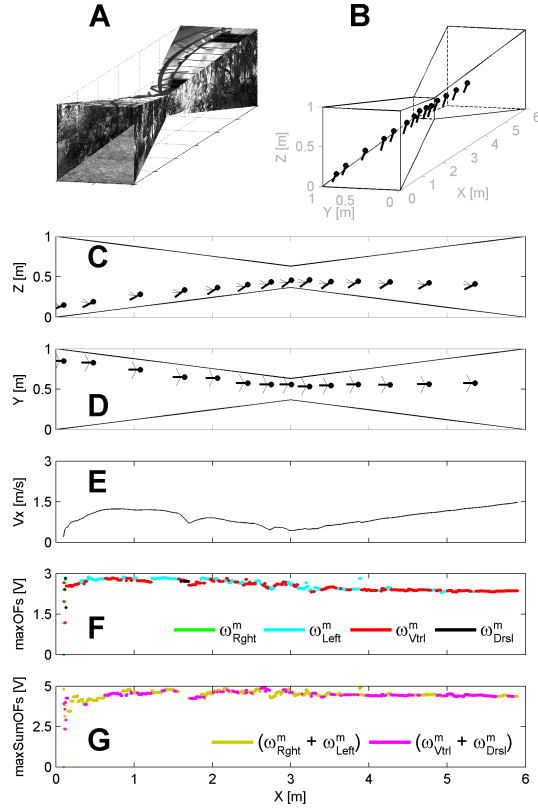 A
B
1
0.5
0
Z [m]
1
0.5
0
Y [m]
0
1
2
3
4
5
6
X [m]
C
1
0.5
0
Z [m]
D
1
0.5
0
Y [m]
E
3
1.5
0
Vx [m/s]
F
3
2
1
0
maxOFs [V]
ω^m_Rght
ω^m_Left
ω^m_Vtrl
ω^m_Drsl
G
5
2.5
0
maxSumOFs [V]
(ω^m_Rght + ω^m_Left)
(ω^m_Vtrl + ω^m_Drsl)
0 1 2 3 4 5 6
X [m]